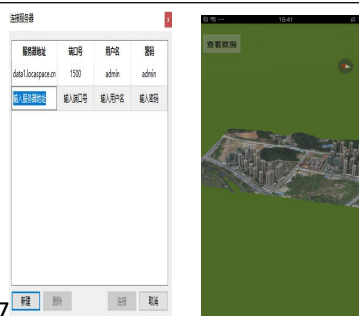 连接服务器
x
服务器地址 端口号 用户名 密码
data1.locaspace.cn 1500 admin admin
输入服务器地址 输入端口号 输入用户名 输入密码
新建 删除 连接 取消
7
15:41
查看数据